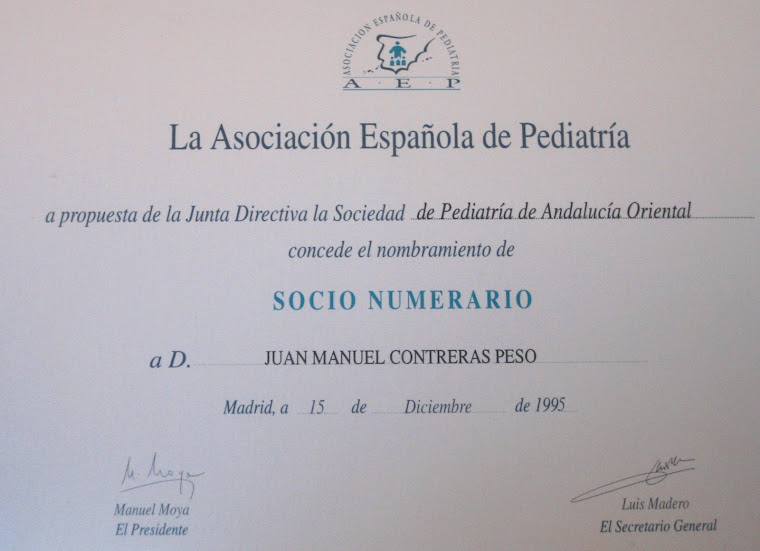 ASOCIACIÓN ESPAÑOLA DE PEDIATRIA
A · E · P
La Asociación Española de Pediatría
a propuesta de la Junta Directiva la Sociedad de Pediatría de Andalucía Oriental
concede el nombramiento de
SOCIO NUMERARIO
a D. JUAN MANUEL CONTRERAS PESO
Madrid, a 15 de Diciembre de 1995
M. Moya
Manuel Moya
El Presidente
Luis Madero
El Secretario General